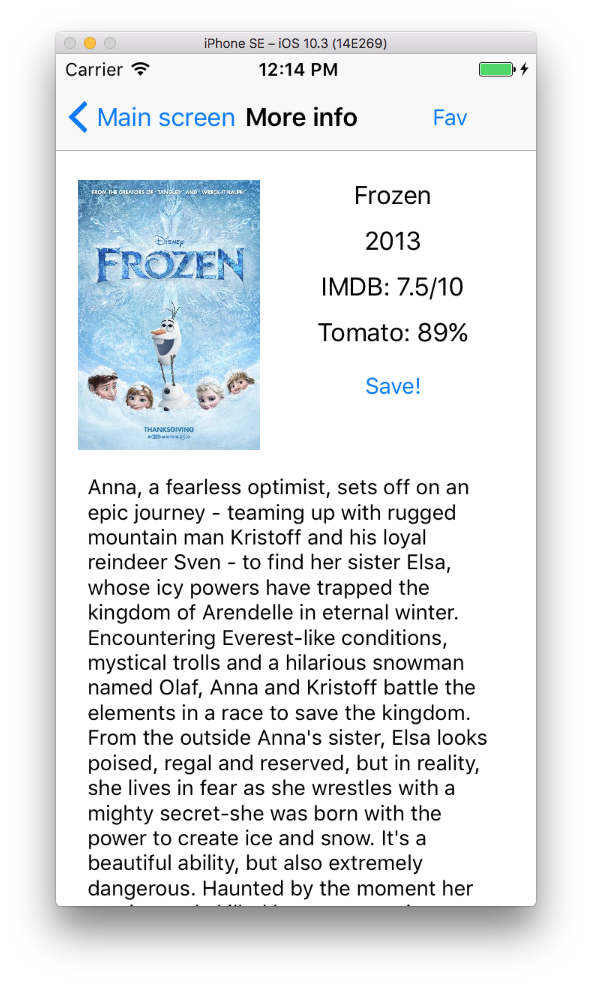 iPhone SE – iOS 10.3 (14E269)
Carrier 12:14 PM
Main screen More info Fav
FROM THE CREATORS OF "TANGLED" AND "WRECK-IT RALPH"
Disney
FROZEN
THANKSGIVING
Frozen
2013
IMDB: 7.5/10
Tomato: 89%
Save!
Anna, a fearless optimist, sets off on an
epic journey - teaming up with rugged
mountain man Kristoff and his loyal
reindeer Sven - to find her sister Elsa,
whose icy powers have trapped the
kingdom of Arendelle in eternal winter.
Encountering Everest-like conditions,
mystical trolls and a hilarious snowman
named Olaf, Anna and Kristoff battle the
elements in a race to save the kingdom.
From the outside Anna's sister, Elsa looks
poised, regal and reserved, but in reality,
she lives in fear as she wrestles with a
mighty secret-she was born with the
power to create ice and snow. It's a
beautiful ability, but also extremely
dangerous. Haunted by the moment her